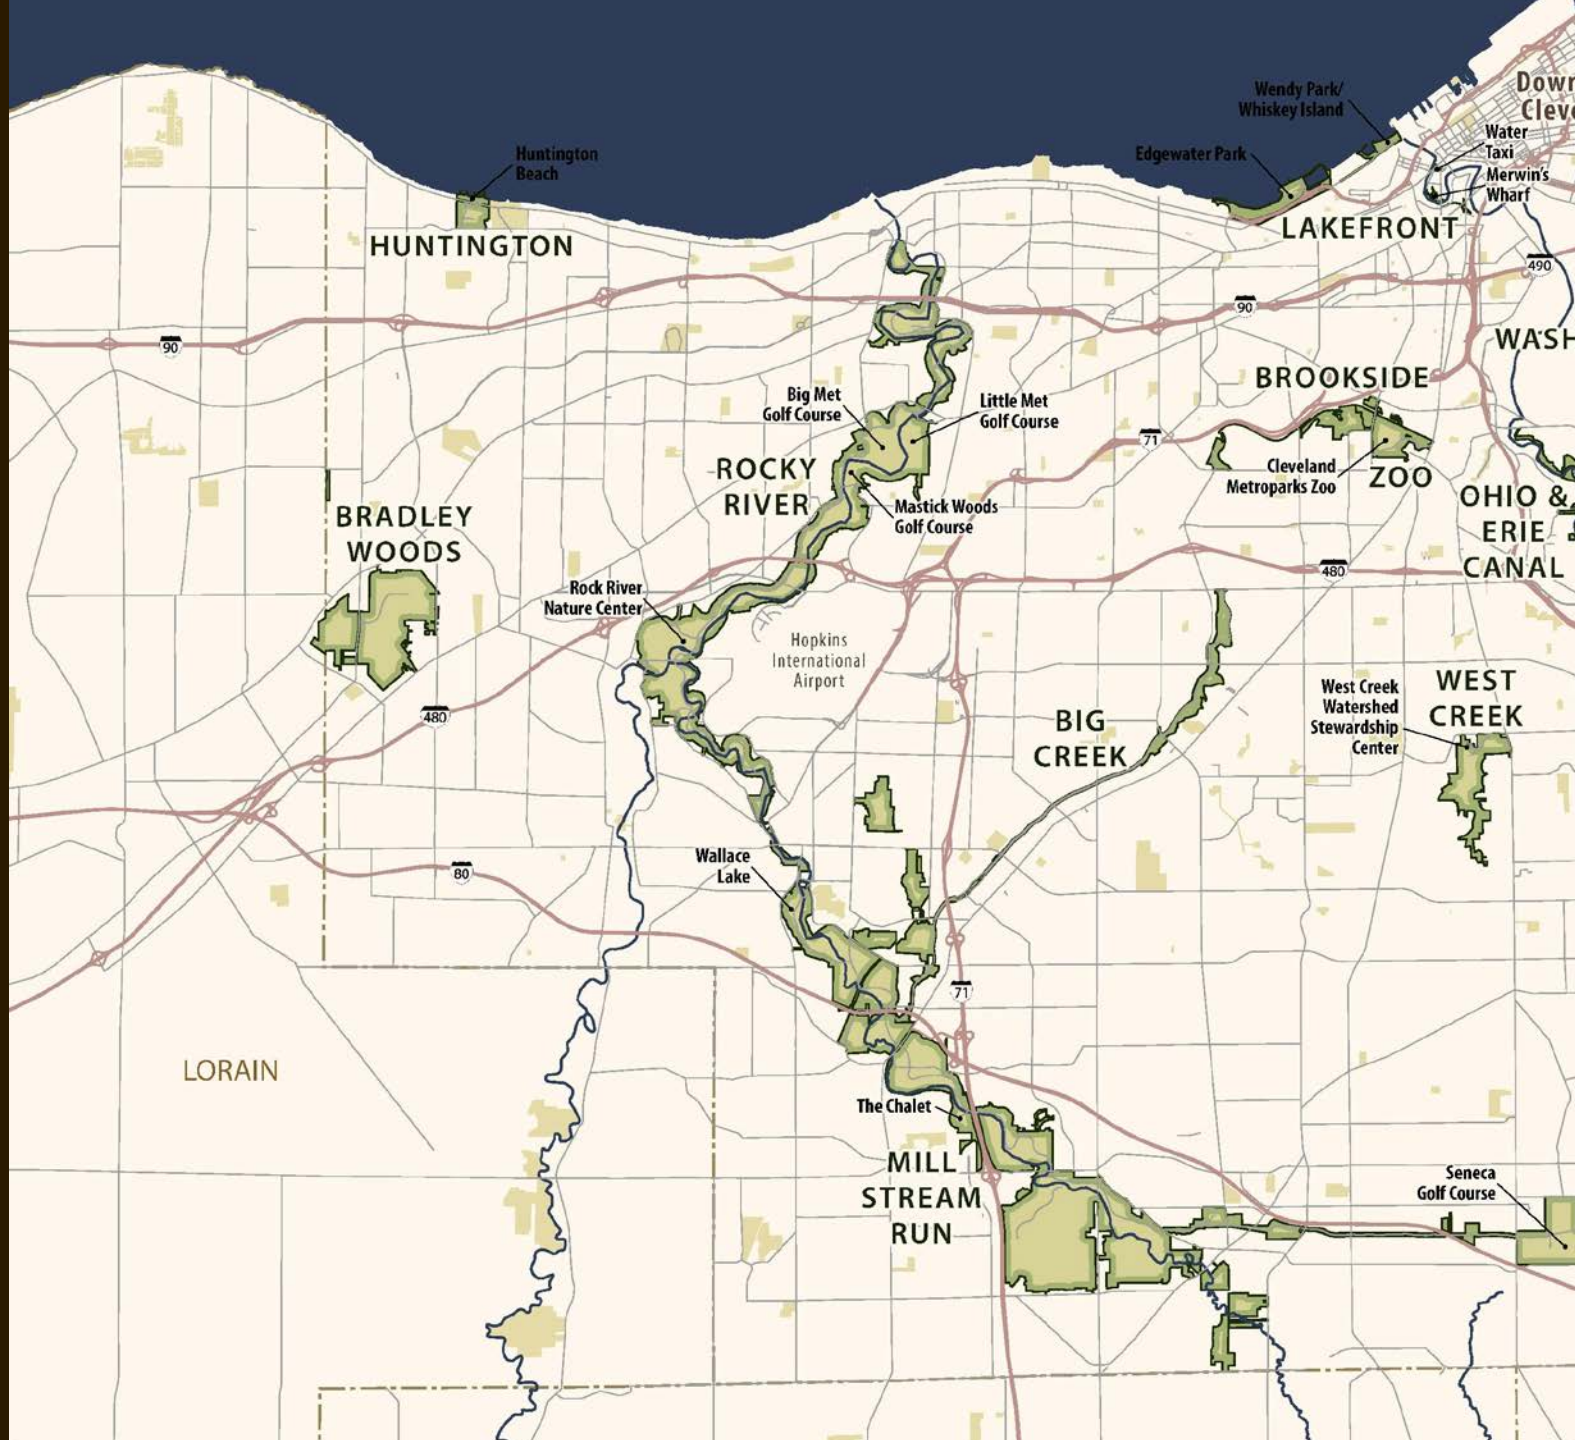 Wendy Park/
Whiskey Island
Water
Taxi
Merwin's
Wharf
Huntington
Beach
Edgewater Park
HUNTINGTON
LAKEFRONT
490
90
90
WASH
BROOKSIDE
Big Met
Golf Course
Little Met
Golf Course
71
Cleveland
Metroparks Zoo
ZOO
ROCKY
RIVER
Mastick Woods
Golf Course
OHIO &
ERIE
CANAL
BRADLEY
WOODS
480
Rock River
Nature Center
Hopkins
International
Airport
480
BIG
CREEK
West Creek
Watershed
Stewardship
Center
WEST
CREEK
Wallace
Lake
80
71
LORAIN
The Chalet
MILL
STREAM
RUN
Seneca
Golf Course